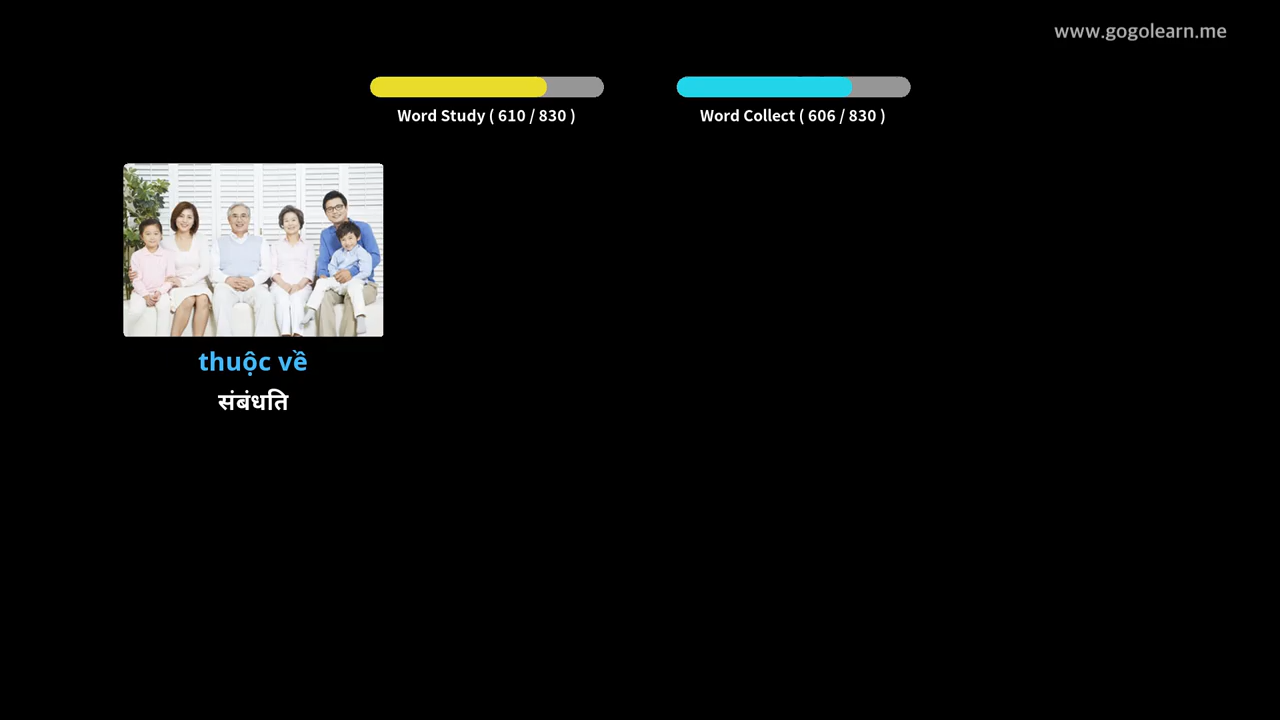 www.gogolearn.me
Word Study ( 610 / 830 )
Word Collect ( 606 / 830 )
thuộc về
संबंधति